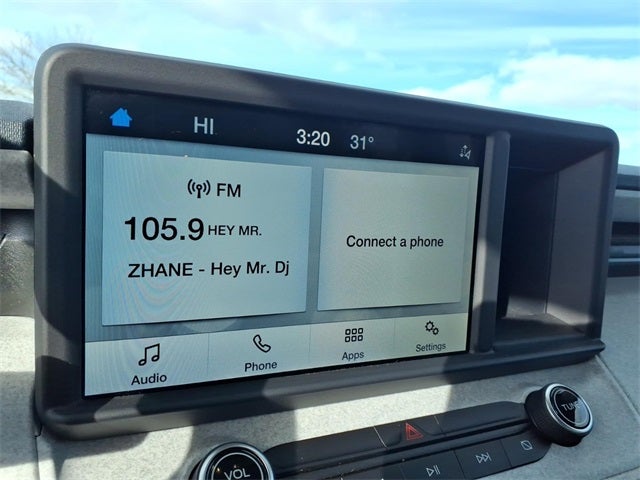 HI
3:20 31°
FM
105.9 HEY MR.
ZHANE - Hey Mr. Dj
Connect a phone
Audio
Phone
Apps
Settings
VOL
TUNE